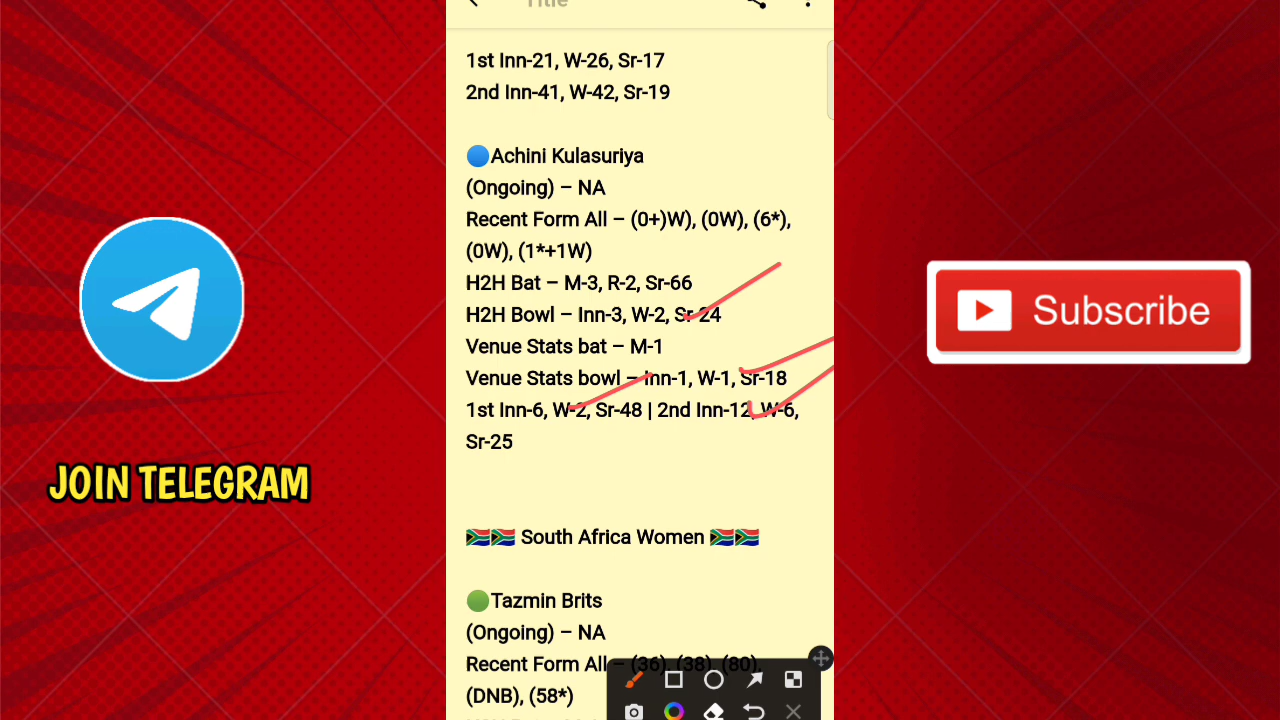 Title
1st Inn-21, W-26, Sr-17
2nd Inn-41, W-42, Sr-19
🔵Achini Kulasuriya
(Ongoing) – NA
Recent Form All – (0+)W), (0W), (6*),
(0W), (1*+1W)
H2H Bat – M-3, R-2, Sr-66
H2H Bowl – Inn-3, W-2, Sr-24
Venue Stats bat – M-1
Venue Stats bowl – Inn-1, W-1, Sr-18
1st Inn-6, W-2, Sr-48 | 2nd Inn-12, W-6,
Sr-25
🇿🇦🇿🇦 South Africa Women 🇿🇦🇿🇦
🟢Tazmin Brits
(Ongoing) – NA
Recent Form All – (36), (38), (80),
(DNB), (58*)
JOIN TELEGRAM
Subscribe